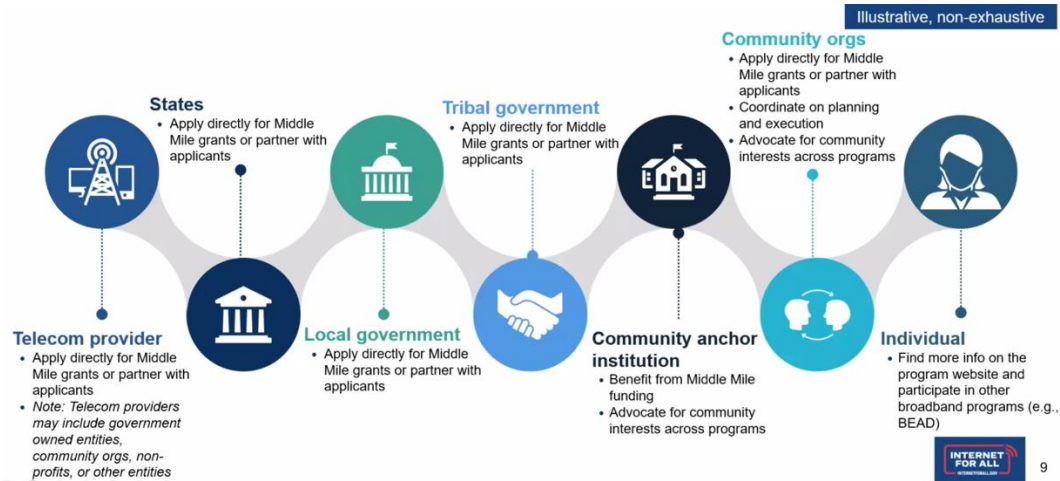 Illustrative, non-exhaustive
Community orgs
• Apply directly for Middle
Mile grants or partner with
applicants
• Coordinate on planning
and execution
• Advocate for community
interests across programs
States
• Apply directly for Middle
Mile grants or partner with
applicants
Tribal government
• Apply directly for Middle
Mile grants or partner with
applicants
Telecom provider
• Apply directly for Middle
Mile grants or partner with
applicants
• Note: Telecom providers
may include government
owned entities,
community orgs, non-
profits, or other entities
Local government
• Apply directly for Middle
Mile grants or partner with
applicants
Community anchor
institution
• Benefit from Middle Mile
funding
• Advocate for community
interests across programs
Individual
• Find more info on the
program website and
participate in other
broadband programs (e.g.,
BEAD)
INTERNET
FOR ALL
INTERNETFORALL.GOV
9